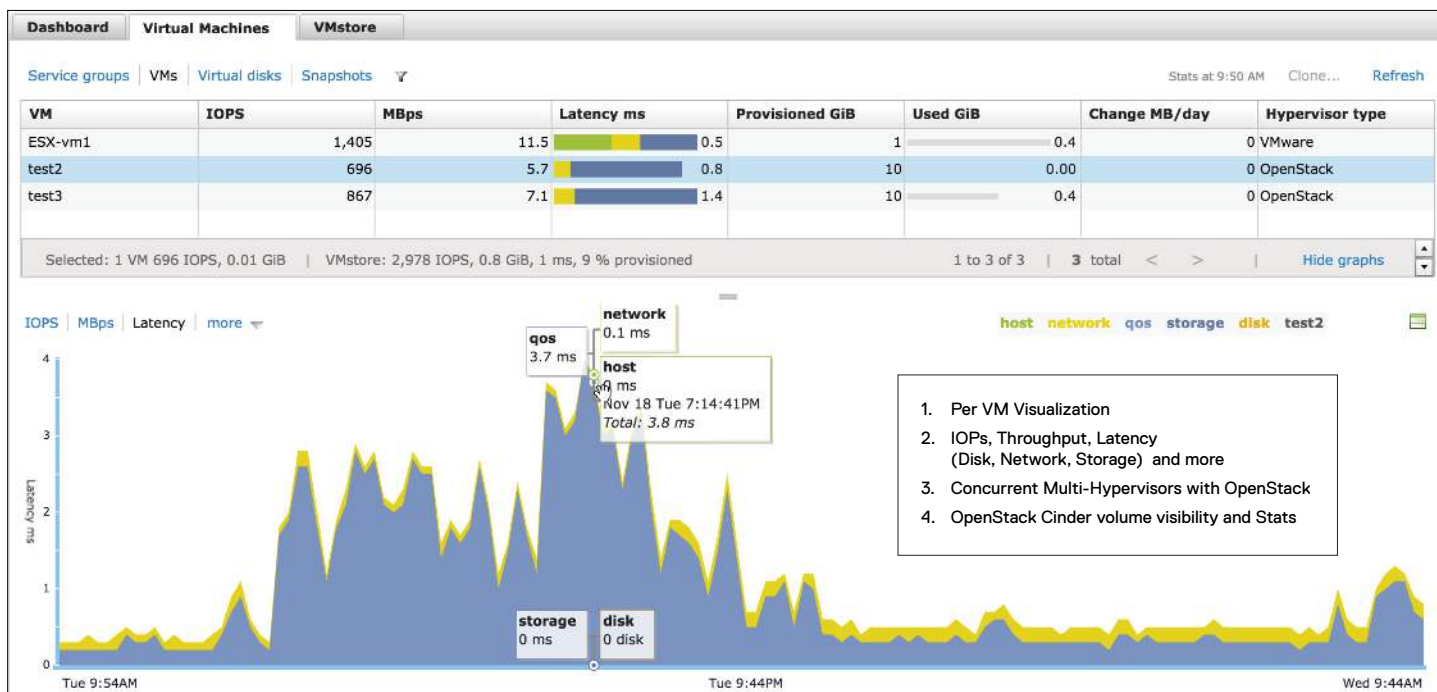 Dashboard Virtual Machines VMstore
Service groups | VMs | Virtual disks | Snapshots Stats at 9:50 AM Clone... Refresh
VM IOPS MBps Latency ms Provisioned GiB Used GiB Change MB/day Hypervisor type
ESX-vm1 1,405 11.5 0.5 1 0.4 0 VMware
test2 696 5.7 0.8 10 0.00 0 OpenStack
test3 867 7.1 1.4 10 0.4 0 OpenStack
Selected: 1 VM 696 IOPS, 0.01 GiB | VMstore: 2,978 IOPS, 0.8 GiB, 1 ms, 9 % provisioned 1 to 3 of 3 | 3 total < > | Hide graphs
IOPS | MBps | Latency | more host network qos storage disk test2
network
0.1 ms
qos
3.7 ms
host
0 ms
Nov 18 Tue 7:14:41PM
Total: 3.8 ms
1. Per VM Visualization
2. IOPs, Throughput, Latency
(Disk, Network, Storage) and more
3. Concurrent Multi-Hypervisors with OpenStack
4. OpenStack Cinder volume visibility and Stats
Latency ms
4
3
2
1
0
storage
0 ms
disk
0 disk
Tue 9:54AM Tue 9:44PM Wed 9:44AM